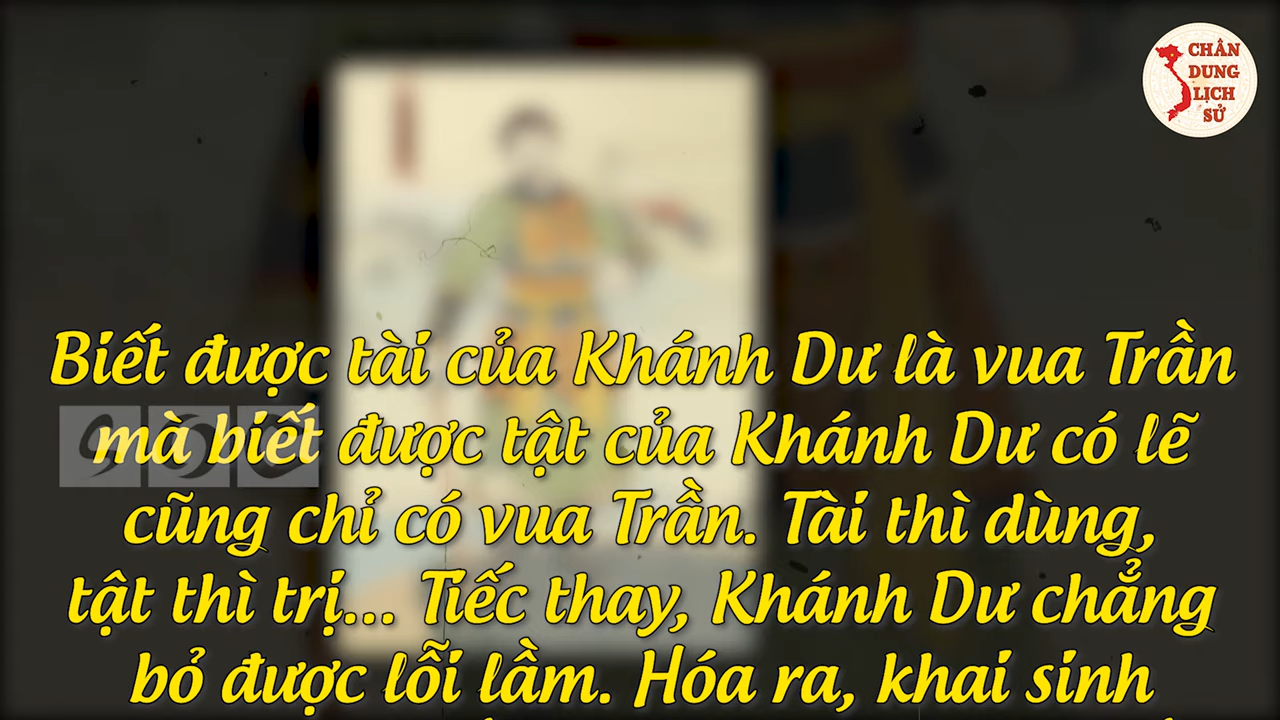 CHÂN
DUNG
LỊCH
SỬ
Biết được tài của Khánh Dư là vua Trần
mà biết được tật của Khánh Dư có lẽ
cũng chỉ có vua Trần. Tài thì dùng,
tật thì trị... Tiếc thay, Khánh Dư chẳng
bỏ được lỗi lầm. Hóa ra, khai sinh